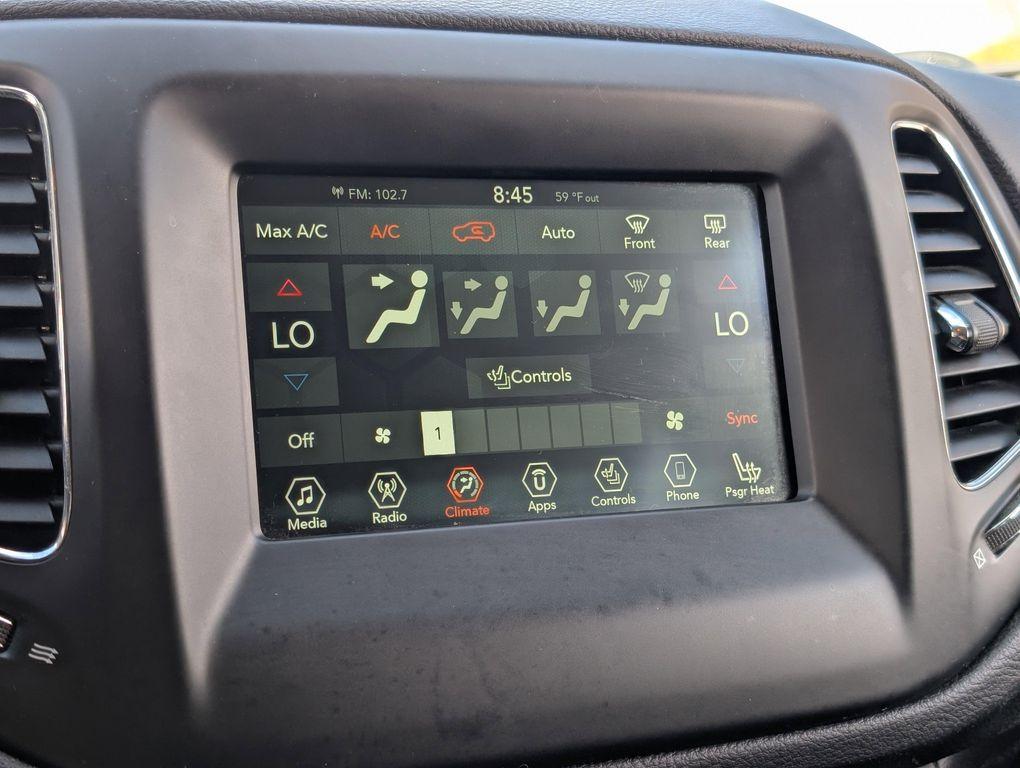 FM: 102.7 8:45 59 °F out
Max A/C A/C Auto Front Rear
LO LO
Controls
Off 1 Sync
Media Radio Climate Apps Controls Phone Psgr Heat